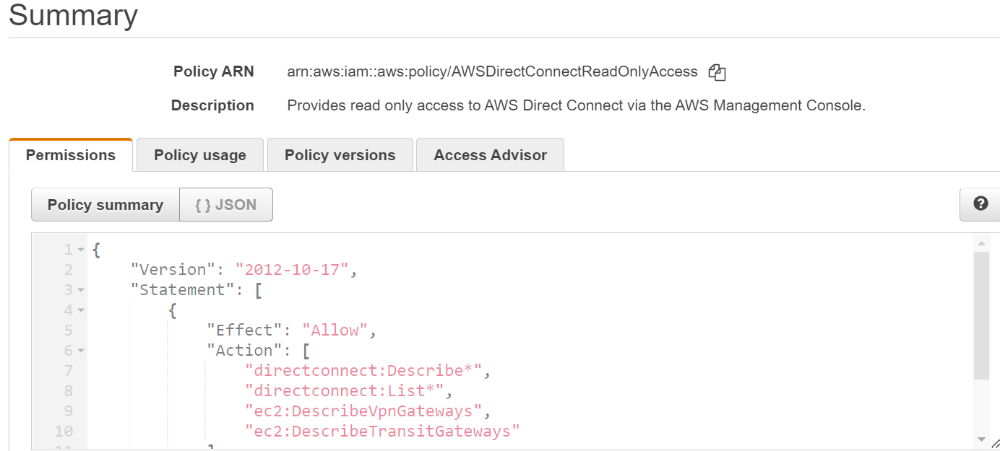 Summary
Policy ARN arn:aws:iam::aws:policy/AWSDirectConnectReadOnlyAccess
Description Provides read only access to AWS Direct Connect via the AWS Management Console.
Permissions Policy usage Policy versions Access Advisor
Policy summary { } JSON ?
1 {
2 "Version": "2012-10-17",
3 "Statement": [
4 {
5 "Effect": "Allow",
6 "Action": [
7 "directconnect:Describe*",
8 "directconnect:List*",
9 "ec2:DescribeVpnGateways",
10 "ec2:DescribeTransitGateways"